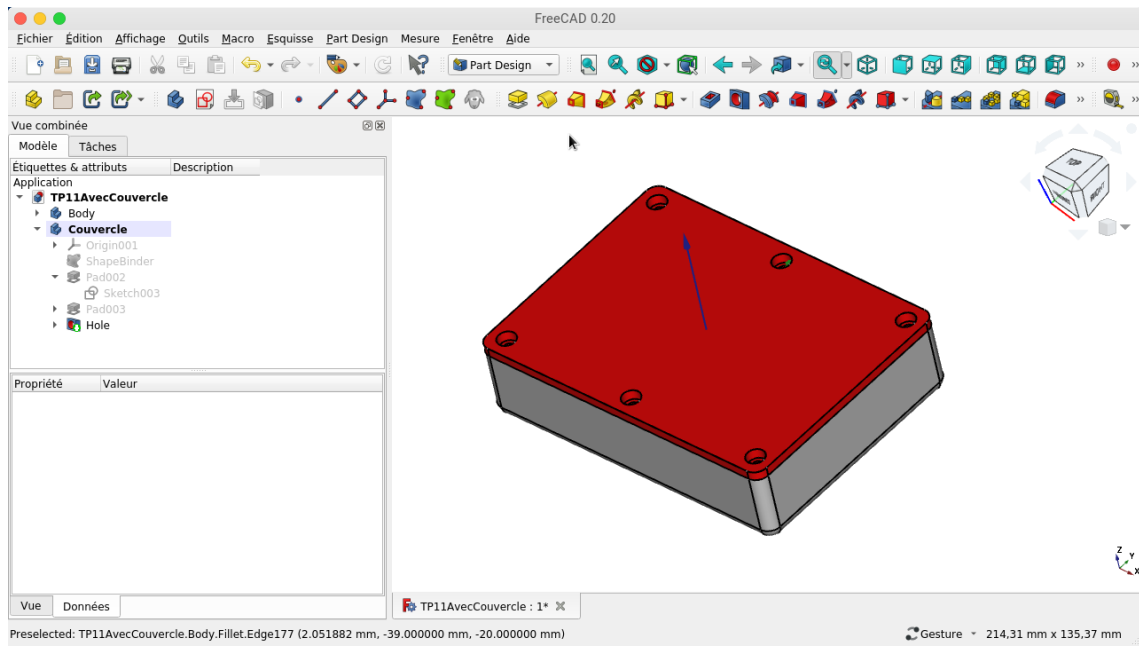 FreeCAD 0.20
Fichier Édition Affichage Outils Macro Esquisse Part Design Mesure Fenêtre Aide
Part Design
Vue combinée
Modèle Tâches
Étiquettes & attributs Description
Application
TP11AvecCouvercle
Body
Couvercle
Origin001
ShapeBinder
Pad002
Sketch003
Pad003
Hole
Propriété Valeur
Vue Données
TOP
RIGHT
Z
Y
X
TP11AvecCouvercle : 1*
Preselected: TP11AvecCouvercle.Body.Fillet.Edge177 (2.051882 mm, -39.000000 mm, -20.000000 mm)
Gesture 214,31 mm x 135,37 mm